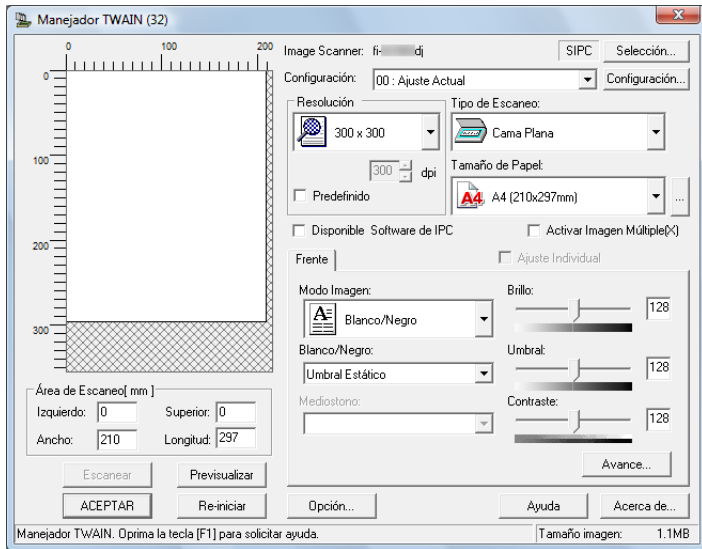 Manejador TWAIN (32)
0 100 200
Image Scanner: fi- dj
SIPC
Selección...
Configuración:
00 : Ajuste Actual
Configuración...
0
100
200
300
Resolución
300 x 300
300 dpi
Predefinido
Tipo de Escaneo:
Cama Plana
Tamaño de Papel:
A4
A4 (210x297mm)
...
Disponible Software de IPC
Activar Imagen Múltiple(X)
Frente
Ajuste Individual
Modo Imagen:
A
Blanco/Negro
Brillo:
128
Blanco/Negro:
Umbral Estático
Umbral:
128
Mediostono:
Contraste:
128
Avance...
Área de Escaneo[ mm ]
Izquierdo: 0 Superior: 0
Ancho: 210 Longitud: 297
Escanear
Previsualizar
ACEPTAR
Re-iniciar
Opción...
Ayuda
Acerca de...
Manejador TWAIN. Oprima la tecla [F1] para solicitar ayuda.
Tamaño imagen: 1.1MB